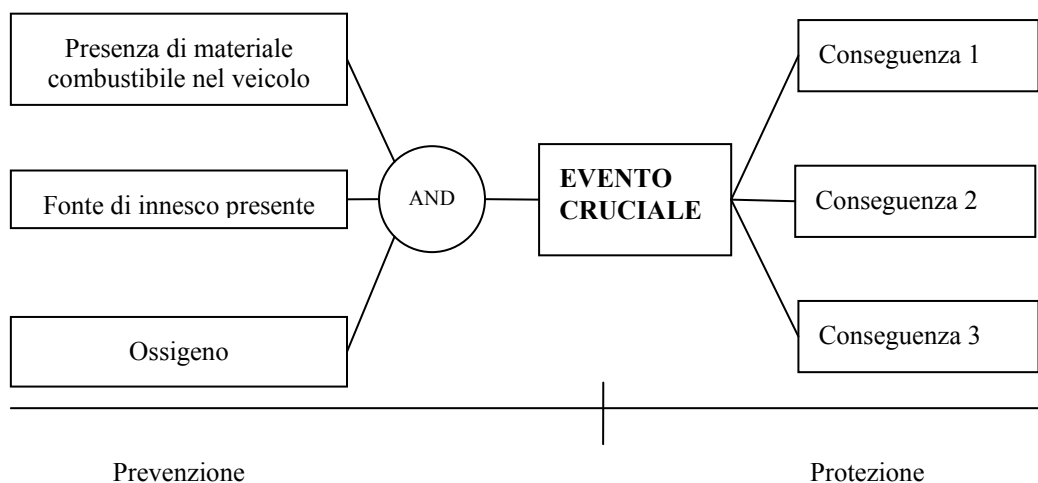 Presenza di materiale
combustibile nel veicolo
Fonte di innesco presente
Ossigeno
AND
EVENTO
CRUCIALE
Conseguenza 1
Conseguenza 2
Conseguenza 3
Prevenzione
Protezione